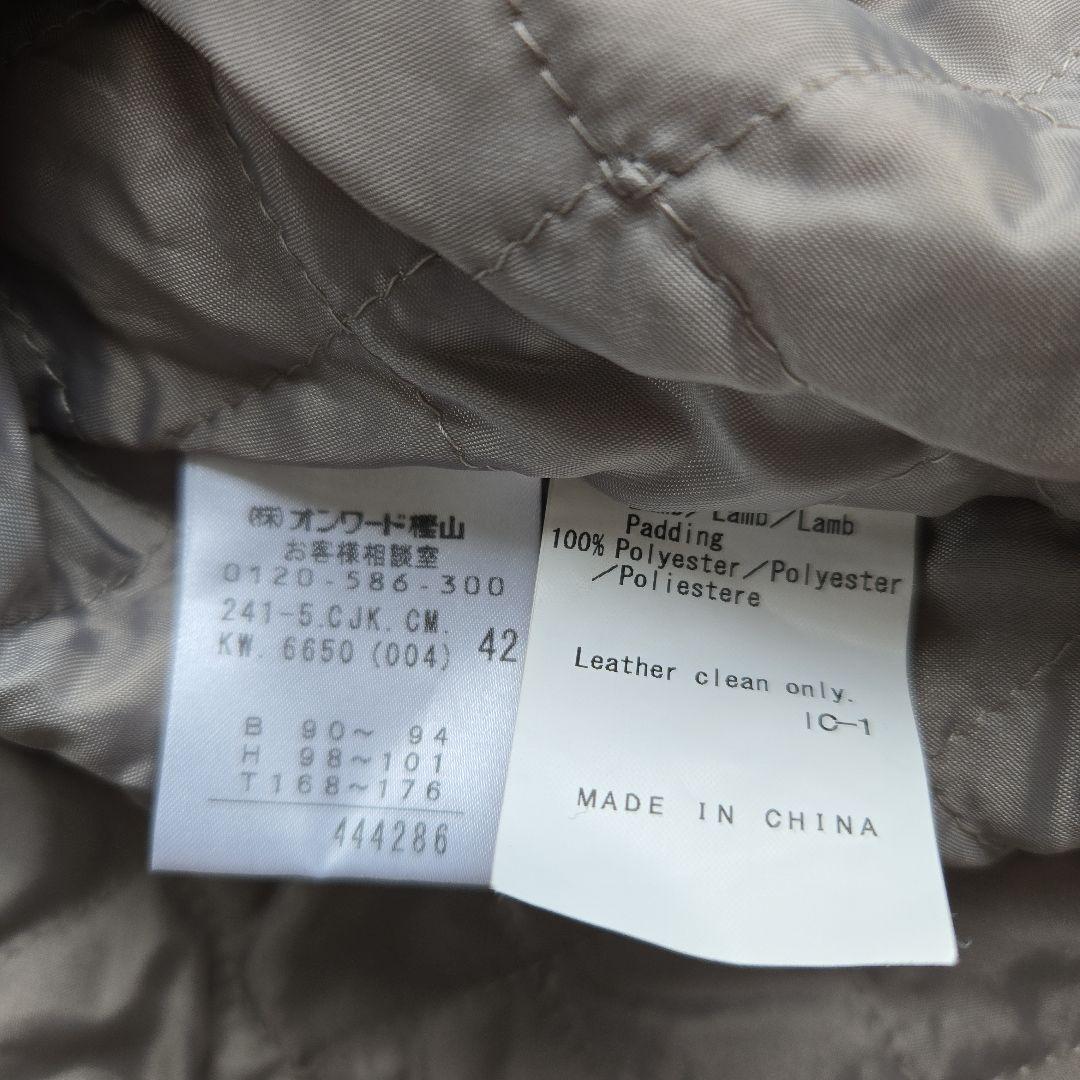 (株)オンワード樫山
お客様相談室
0120-586-300
241-5.CJK.CM.
KW.6650(004) 42
B 90~ 94
H 98~101
T168~176
444286
Lamb/Lamb
Padding
100% Polyester/Polyester
/Poliestere
Leather clean only.
IC-1
MADE IN CHINA